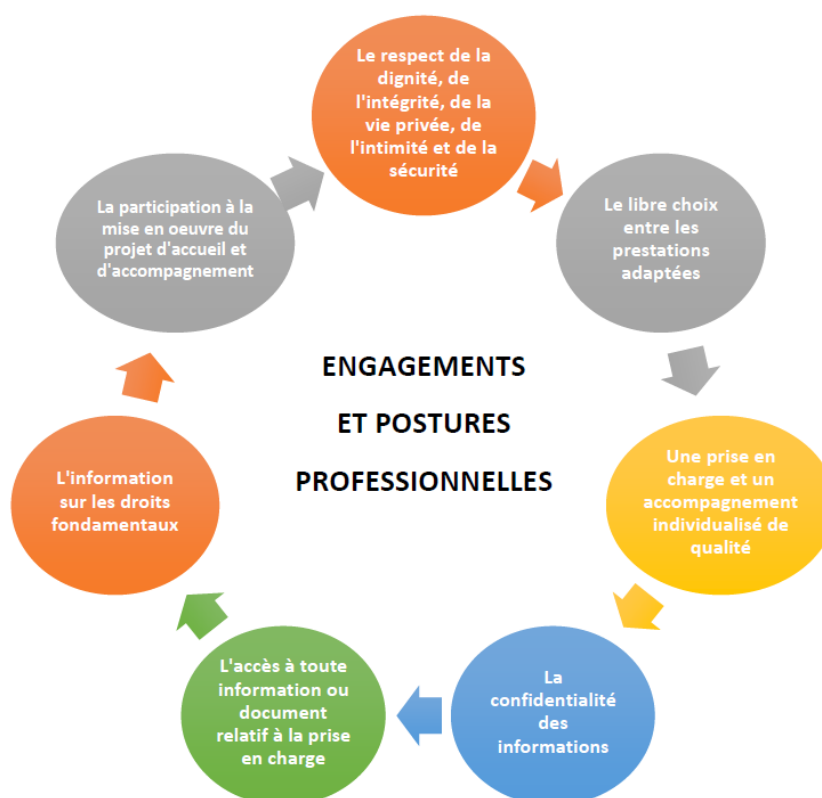 Le respect de la
dignité, de
l'intégrité, de la
vie privée, de
l'intimité et de la
sécurité
Le libre choix
entre les
prestations
adaptées
Une prise en
charge et un
accompagnement
individualisé de
qualité
La
confidentialité
des
informations
L'accès à toute
information ou
document
relatif à la prise
en charge
L'information
sur les droits
fondamentaux
La participation à la
mise en oeuvre du
projet d'accueil et
d'accompagnement
ENGAGEMENTS
ET POSTURES
PROFESSIONNELLES